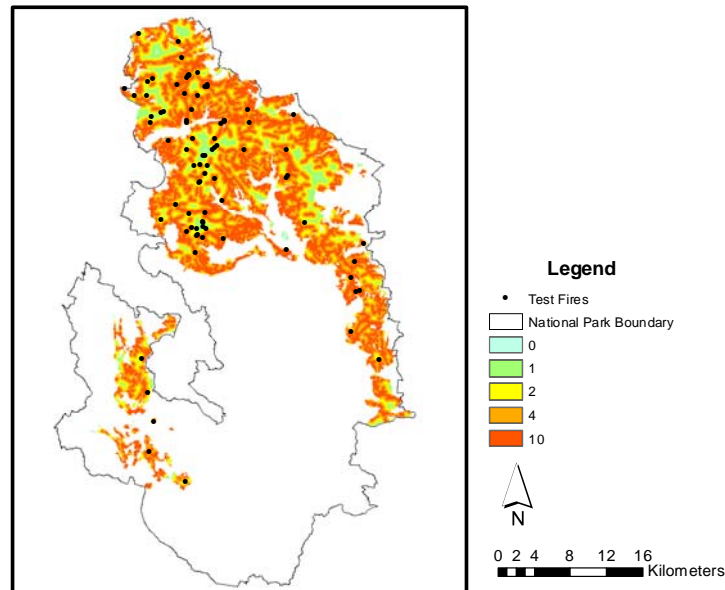 Legend
Test Fires
National Park Boundary
0
1
2
4
10
N
0 2 4 8 12 16
Kilometers